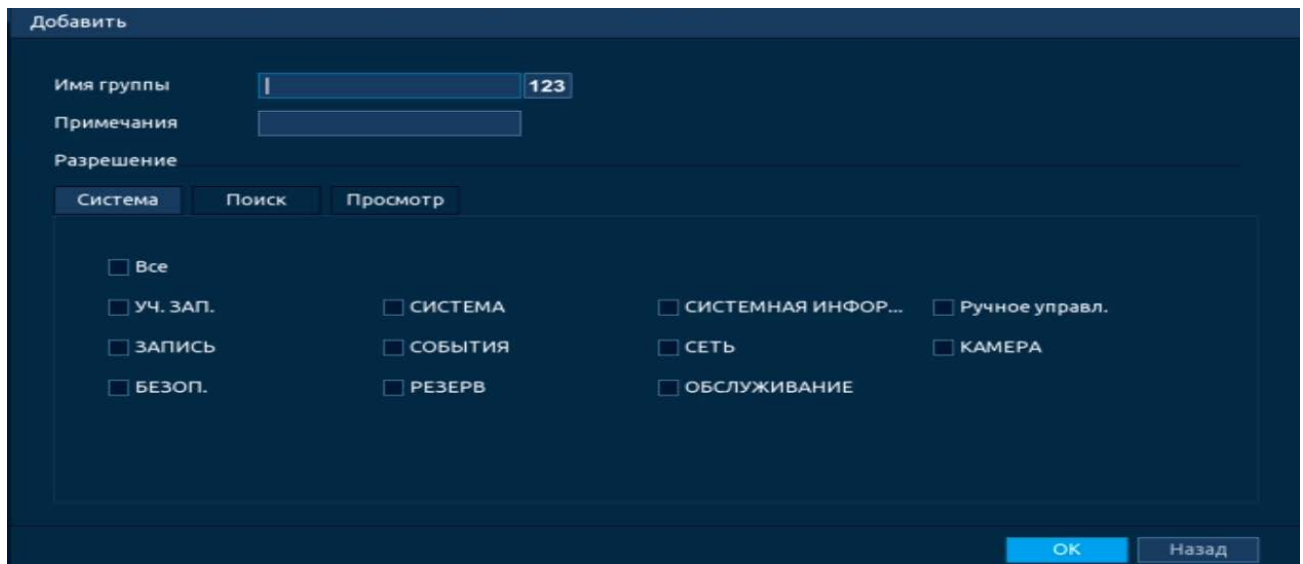 Добавить
Имя группы 123
Примечания
Разрешение
Система Поиск Просмотр
Все
УЧ. ЗАП. СИСТЕМА СИСТЕМНАЯ ИНФОР... Ручное управл.
ЗАПИСЬ СОБЫТИЯ СЕТЬ КАМЕРА
БЕЗОП. РЕЗЕРВ ОБСЛУЖИВАНИЕ
ОК Назад